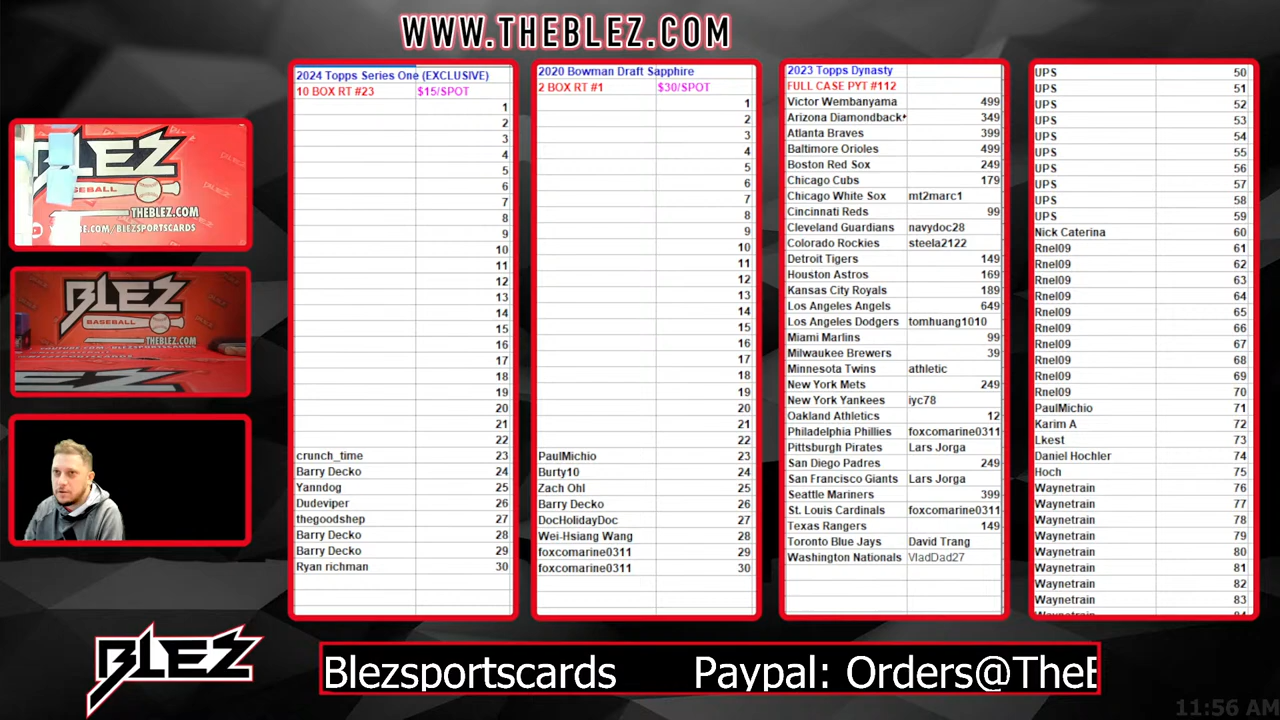 WWW.THEBLEZ.COM
BLEZ
BASEBALL
THEBLEZ.COM
.COM/BLEZSPORTSCARDS
BLEZ
BASEBALL
THEBLEZ.COM
2024 Topps Series One (EXCLUSIVE)
10 BOX RT #23 $15/SPOT
1
2
3
4
5
6
7
8
9
10
11
12
13
14
15
16
17
18
19
20
21
22
crunch_time 23
Barry Decko 24
Yanndog 25
Dudeviper 26
thegoodshep 27
Barry Decko 28
Barry Decko 29
Ryan richman 30
2020 Bowman Draft Sapphire
2 BOX RT #1 $30/SPOT
1
2
3
4
5
6
7
8
9
10
11
12
13
14
15
16
17
18
19
20
21
22
PaulMichio 23
Burty10 24
Zach Ohl 25
Barry Decko 26
DocHolidayDoc 27
Wei-Hsiang Wang 28
foxcomarine0311 29
foxcomarine0311 30
2023 Topps Dynasty
FULL CASE PYT #112
Victor Wembanyama 499
Arizona Diamondback 349
Atlanta Braves 399
Baltimore Orioles 499
Boston Red Sox 249
Chicago Cubs 179
Chicago White Sox mt2marc1
Cincinnati Reds 99
Cleveland Guardians navydoc28
Colorado Rockies steela2122
Detroit Tigers 149
Houston Astros 169
Kansas City Royals 189
Los Angeles Angels 649
Los Angeles Dodgers tomhuang1010
Miami Marlins 99
Milwaukee Brewers 39
Minnesota Twins athletic
New York Mets 249
New York Yankees iyc78
Oakland Athletics 12
Philadelphia Phillies foxcomarine0311
Pittsburgh Pirates Lars Jorga
San Diego Padres 249
San Francisco Giants Lars Jorga
Seattle Mariners 399
St. Louis Cardinals foxcomarine0311
Texas Rangers 149
Toronto Blue Jays David Trang
Washington Nationals VladDad27
UPS 50
UPS 51
UPS 52
UPS 53
UPS 54
UPS 55
UPS 56
UPS 57
UPS 58
UPS 59
Nick Caterina 60
Rnel09 61
Rnel09 62
Rnel09 63
Rnel09 64
Rnel09 65
Rnel09 66
Rnel09 67
Rnel09 68
Rnel09 69
Rnel09 70
PaulMichio 71
Karim A 72
Lkest 73
Daniel Hochler 74
Hoch 75
Waynetrain 76
Waynetrain 77
Waynetrain 78
Waynetrain 79
Waynetrain 80
Waynetrain 81
Waynetrain 82
Waynetrain 83
Waynetrain 84
BLEZ
Blezsportscards Paypal: Orders@TheB
11:56 AM